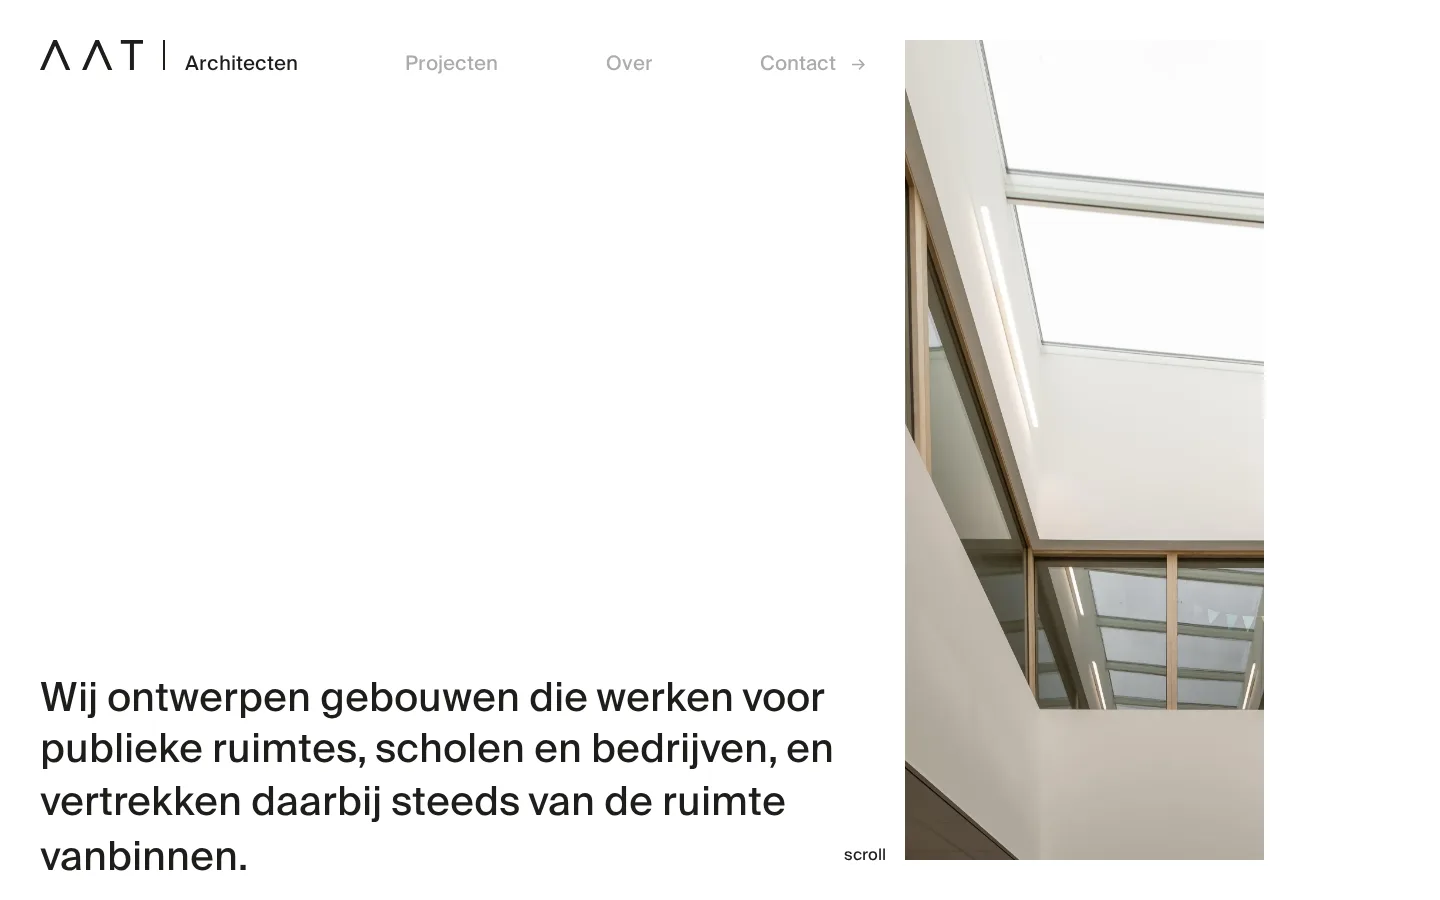 AAT | Architecten
Projecten
Over
Contact →
Wij ontwerpen gebouwen die werken voor
publieke ruimtes, scholen en bedrijven, en
vertrekken daarbij steeds van de ruimte
vanbinnen.
scroll